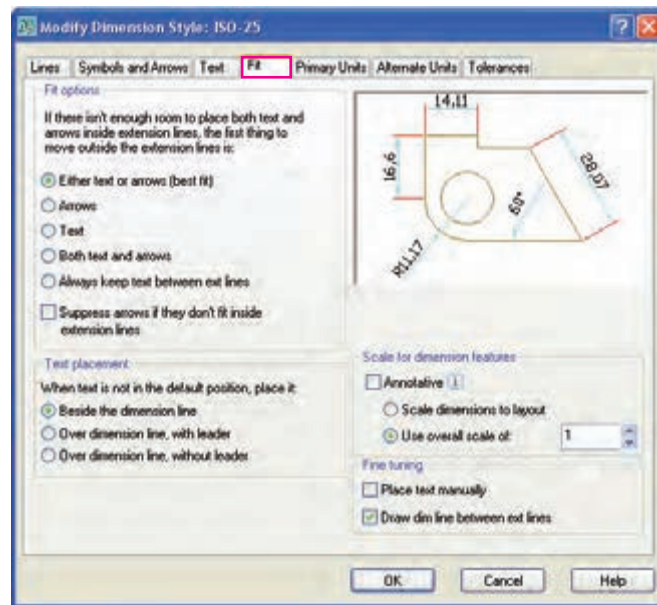 Modify Dimension Style: ISO-25
Lines Symbols and Arrows Text Fit Primary Units Alternate Units Tolerances
Fit options
If there isn't enough room to place both text and
arrows inside extension lines, the first thing to
move outside the extension lines is:
Either text or arrows (best fit)
Arrows
Text
Both text and arrows
Always keep text between ext lines
Suppress arrows if they don't fit inside
extension lines
Text placement
When text is not in the default position, place it:
Beside the dimension line
Over dimension line, with leader
Over dimension line, without leader
14,11
16,6
28,07
60°
R11,17
Scale for dimension features
Annotative
Scale dimensions to layout
Use overall scale of: 1
Fine tuning
Place text manually
Draw dim line between ext lines
OK Cancel Help